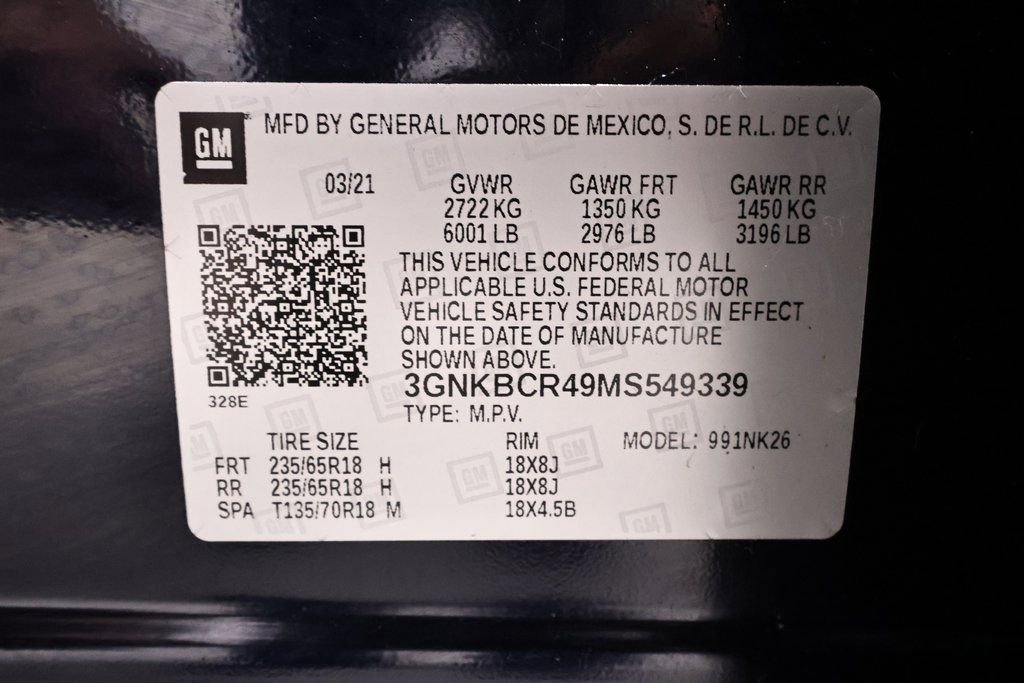 GM
MFD BY GENERAL MOTORS DE MEXICO, S. DE R.L. DE C.V.
03/21 GVWR GAWR FRT GAWR RR
2722 KG 1350 KG 1450 KG
6001 LB 2976 LB 3196 LB
THIS VEHICLE CONFORMS TO ALL
APPLICABLE U.S. FEDERAL MOTOR
VEHICLE SAFETY STANDARDS IN EFFECT
ON THE DATE OF MANUFACTURE
SHOWN ABOVE.
3GNKBCR49MS549339
328E
TYPE: M.P.V.
TIRE SIZE RIM MODEL: 991NK26
FRT 235/65R18 H 18X8J
RR 235/65R18 H 18X8J
SPA T135/70R18 M 18X4.5B